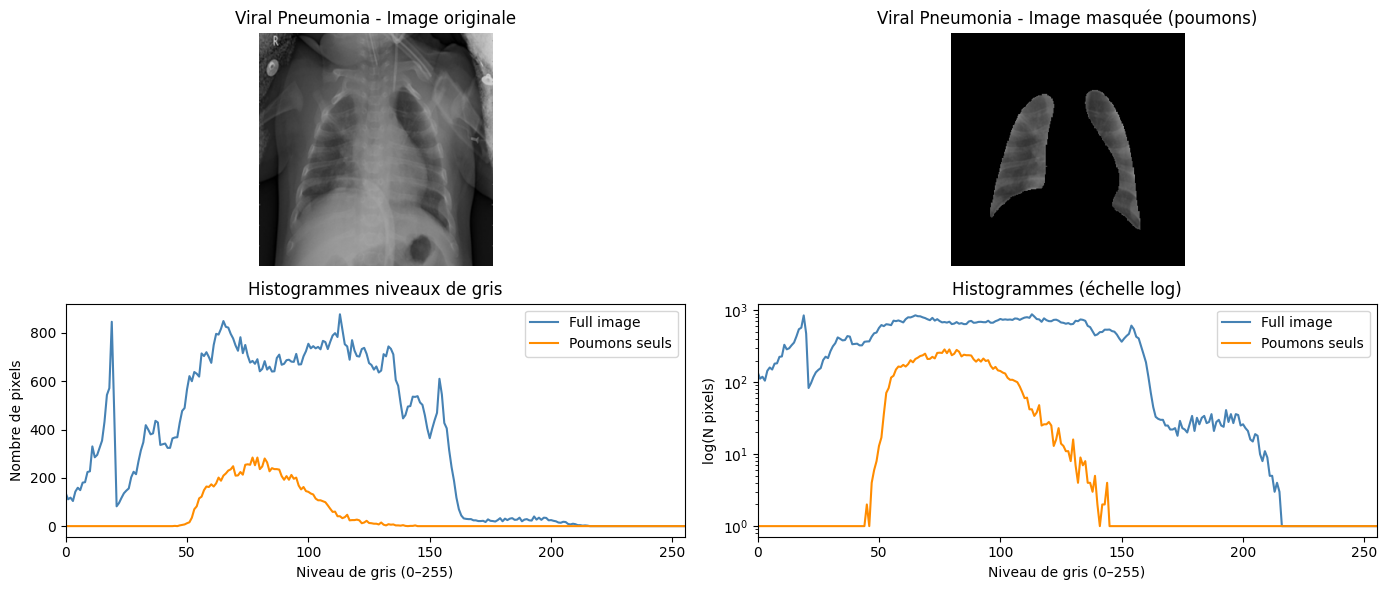 Viral Pneumonia - Image originale
R
Viral Pneumonia - Image masquée (poumons)
Histogrammes niveaux de gris
Nombre de pixels
800
600
400
200
0
Full image
Poumons seuls
0 50 100 150 200 250
Niveau de gris (0–255)
Histogrammes (échelle log)
log(N pixels)
10³
10²
10¹
10⁰
Full image
Poumons seuls
0 50 100 150 200 250
Niveau de gris (0–255)